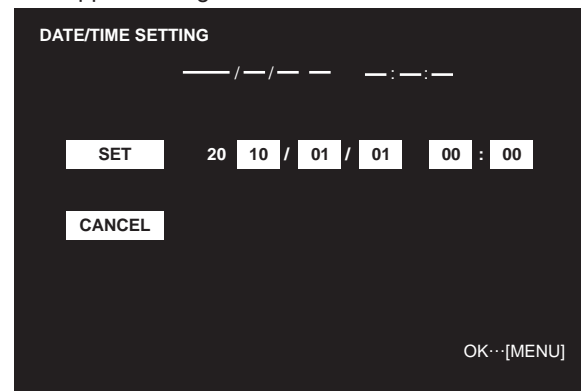 DATE/TIME SETTING
——/—/— — —:—:—
SET 20 10 / 01 / 01 00 : 00
CANCEL
OK···[MENU]